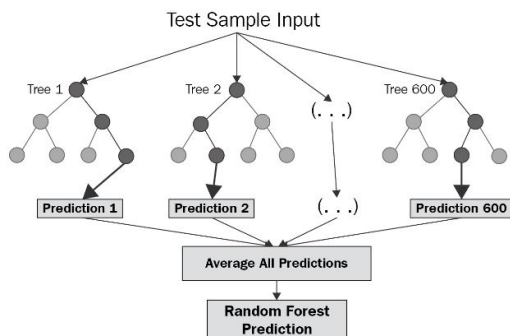 Test Sample Input
Tree 1
Tree 2
(. . .)
Tree 600
Prediction 1
Prediction 2
(. . .)
Prediction 600
Average All Predictions
Random Forest
Prediction